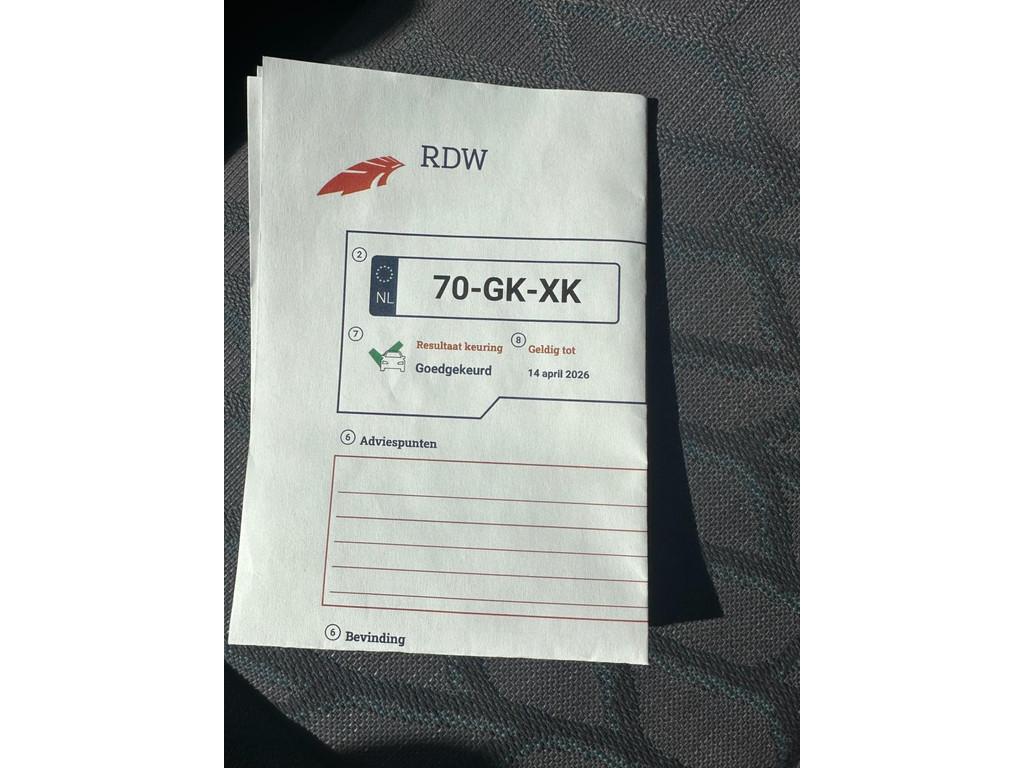 RDW
2
NL 70-GK-XK
7 Resultaat keuring 8 Geldig tot
Goedgekeurd 14 april 2026
6 Adviespunten
6 Bevinding